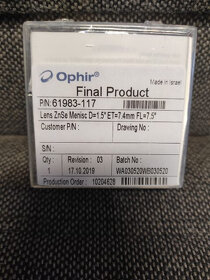 Ophir®
Made in Israel
Final Product
P/N: 61983-117
Lens ZnSe Menisc D=1.5" ET=7.4mm FL=7.5"
Customer P/N : Drawing No :
S/N :
Qty : Revision : 03 Batch No :
1 17.10.2019 WA030520WB030520
Production Order : 10204628